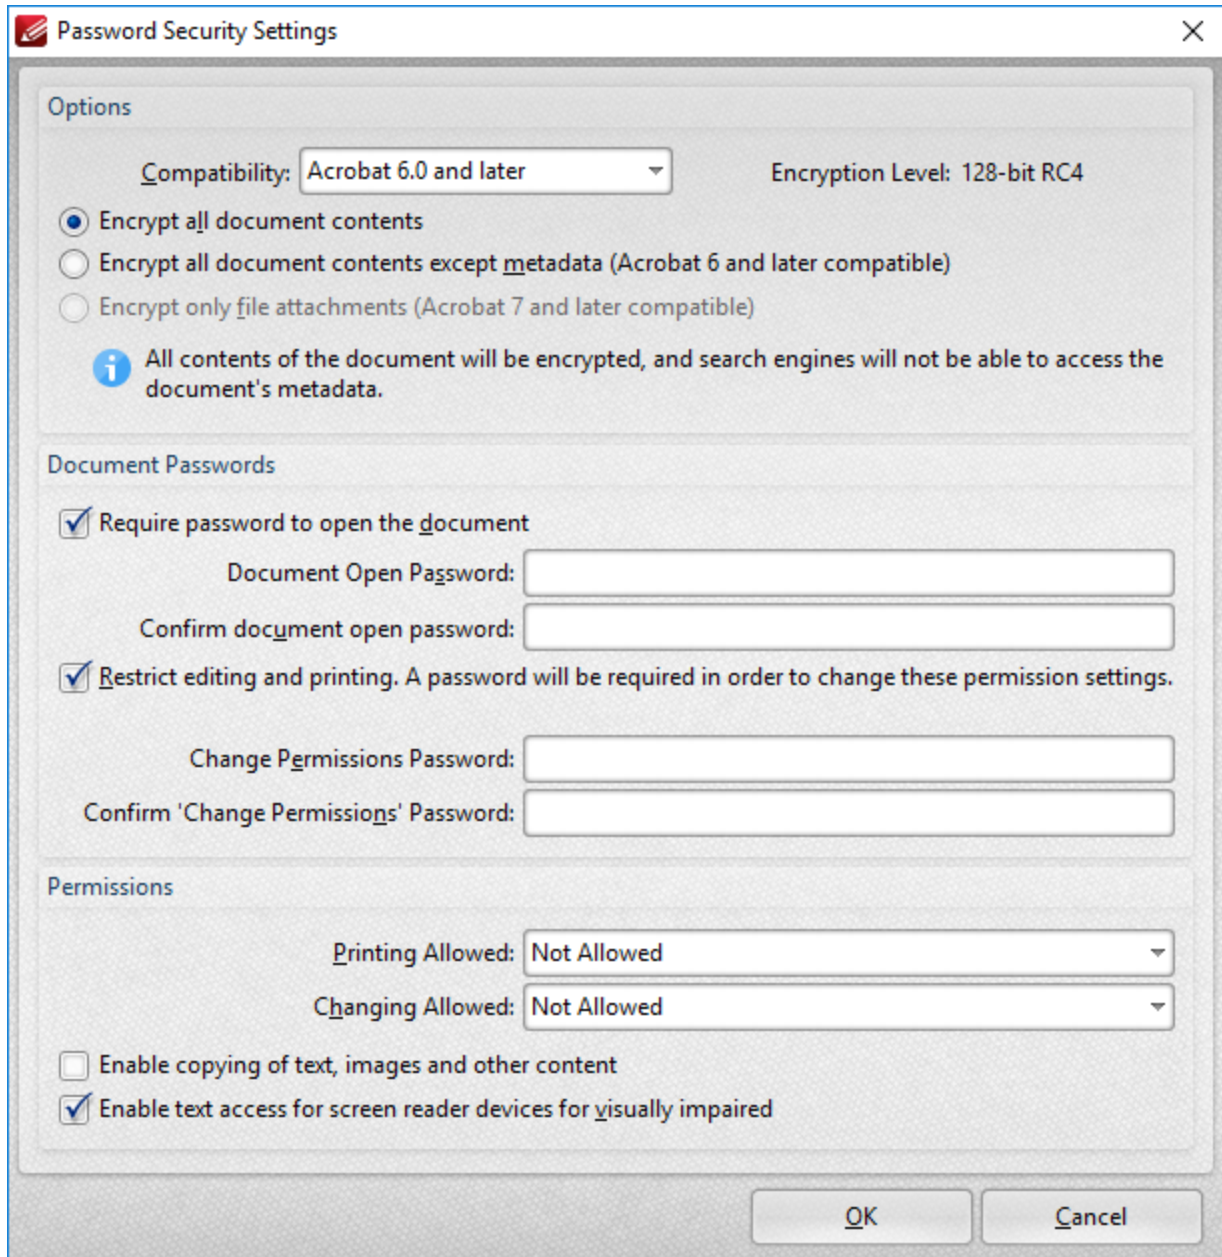 Password Security Settings
Options
Compatibility: Acrobat 6.0 and later Encryption Level: 128-bit RC4
Encrypt all document contents
Encrypt all document contents except metadata (Acrobat 6 and later compatible)
Encrypt only file attachments (Acrobat 7 and later compatible)
All contents of the document will be encrypted, and search engines will not be able to access the
document's metadata.
Document Passwords
Require password to open the document
Document Open Password:
Confirm document open password:
Restrict editing and printing. A password will be required in order to change these permission settings.
Change Permissions Password:
Confirm 'Change Permissions' Password:
Permissions
Printing Allowed: Not Allowed
Changing Allowed: Not Allowed
Enable copying of text, images and other content
Enable text access for screen reader devices for visually impaired
OK Cancel